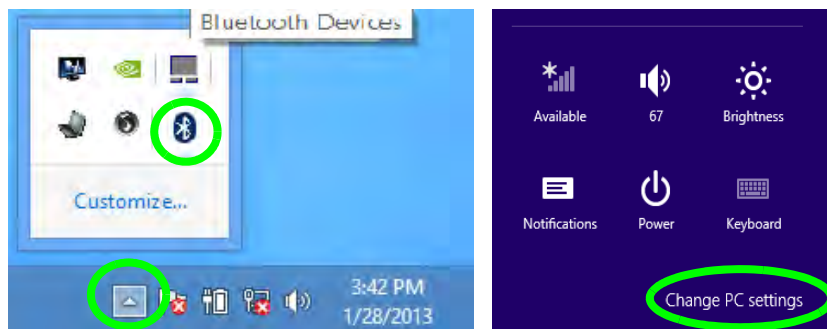 Bluetooth Devices
Customize...
3:42 PM
1/28/2013
Available
67
Brightness
Notifications
Power
Keyboard
Change PC settings